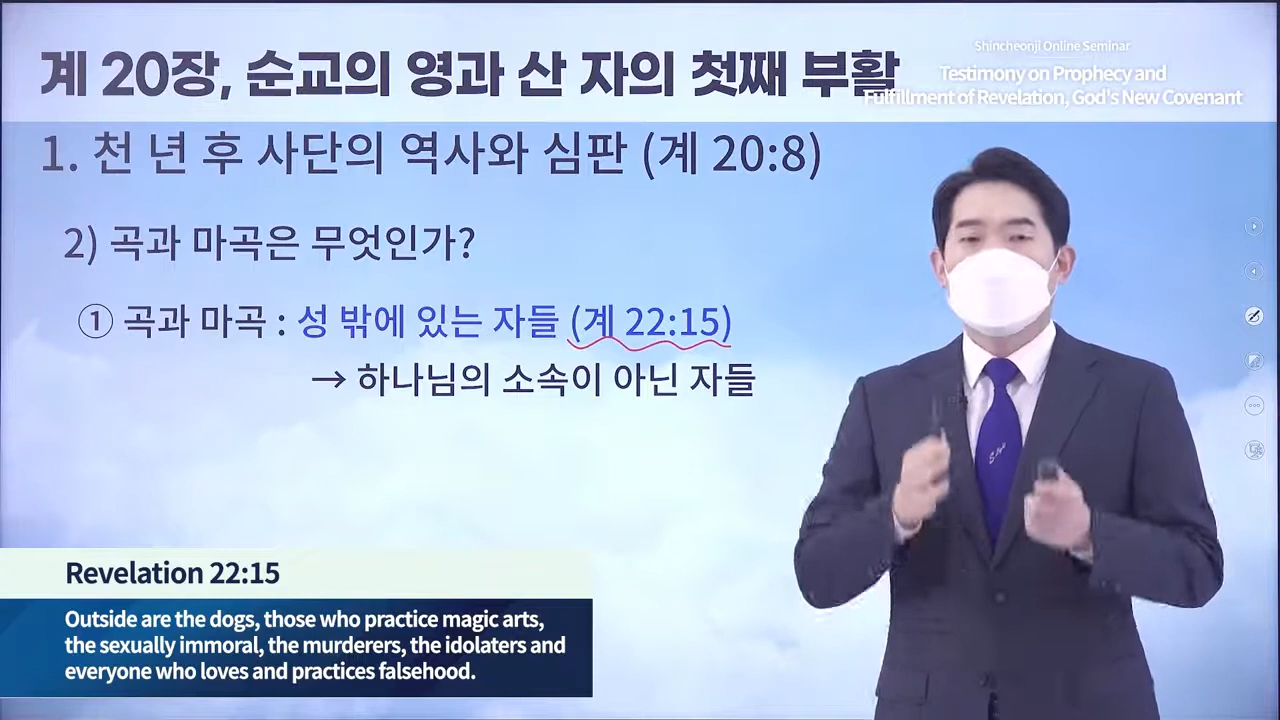 계 20장, 순교의 영과 산 자의 첫째 부활
Shincheonji Online Seminar
Testimony on Prophecy and
Fulfillment of Revelation, God's New Covenant
1. 천 년 후 사단의 역사와 심판 (계 20:8)
2) 곡과 마곡은 무엇인가?
① 곡과 마곡 : 성 밖에 있는 자들 (계 22:15)
→ 하나님의 소속이 아닌 자들
Revelation 22:15
Outside are the dogs, those who practice magic arts,
the sexually immoral, the murderers, the idolaters and
everyone who loves and practices falsehood.